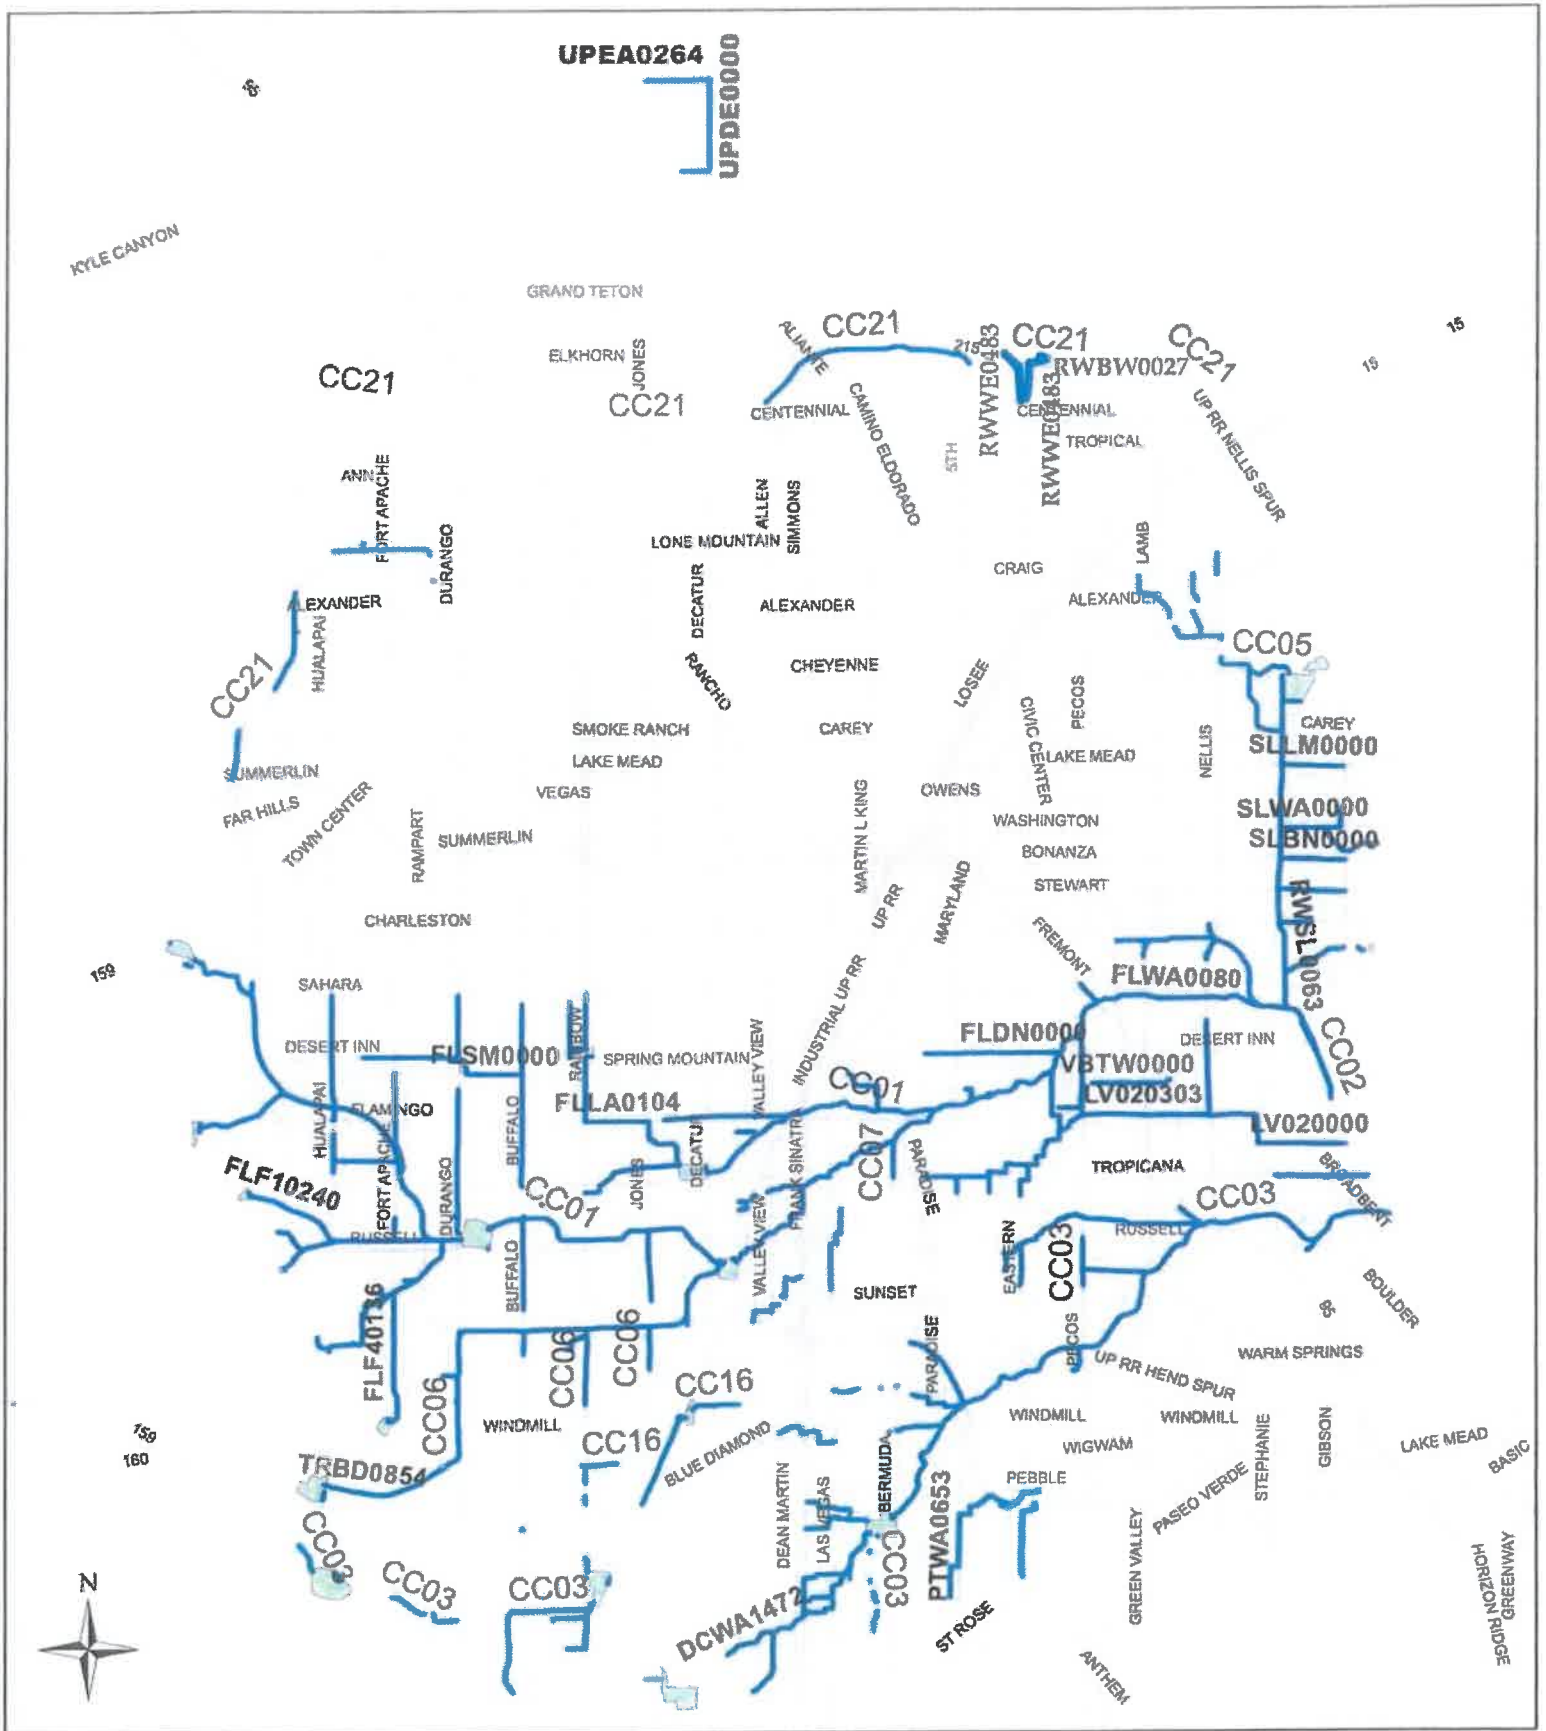 UPEA0264
UPDE0000
KYLE CANYON
GRAND TETON
ELKHORN
JONES
CC21
CC21
ALIANTE
CC21
215
RWWE0483
CC21
RWBW0027
CC21
15
15
CENTENNIAL
CAMINO ELDORADO
5TH
RWWE0483
CENTENNIAL
TROPICAL
UP RR NELLIS SPUR
ANN
FORT APACHE
DURANGO
ALLEN
SIMMONS
LONE MOUNTAIN
DECATUR
ALEXANDER
CRAIG
LAMB
ALEXANDER
ALEXANDER
HUALAPAI
CC21
RANCHO
CHEYENNE
LOSEE
CC05
SMOKE RANCH
CAREY
CIVIC CENTER
PECOS
NELLIS
CAREY
SLLM0000
LAKE MEAD
LAKE MEAD
SUMMERLIN
FAR HILLS
TOWN CENTER
VEGAS
OWENS
MARTIN L KING
SLWA0000
WASHINGTON
RAMPART
SUMMERLIN
SLBN0000
BONANZA
STEWART
CHARLESTON
UP RR
MARYLAND
FREMONT
RWSL0063
159
SAHARA
FLWA0080
INDUSTRIAL UP RR
RAINBOW
DESERT INN
FLSM0000
SPRING MOUNTAIN
VALLEY VIEW
FLDN0000
DESERT INN
CC02
VBTW0000
CC01
LV020303
HUALAPAI
FLAMINGO
FLLA0104
LV020000
BUFFALO
DECATUR
FRANK SINATRA
CC07
PARADISE
TROPICANA
FLF10240
FORT APACHE
DURANGO
CC01
JONES
BROADBENT
CC03
RUSSELL
VALLEY VIEW
EASTERN
CC03
RUSSELL
BUFFALO
SUNSET
BOULDER
FLF40136
CC06
CC06
PARADISE
PECOS
WARM SPRINGS
UP RR HEND SPUR
CC06
CC16
WINDMILL
WINDMILL
WINDMILL
159
160
CC16
BLUE DIAMOND
BERMUDA
WIGWAM
STEPHANIE
GIBSON
LAKE MEAD
BASIC
TRBD0854
DEAN MARTIN
LAS VEGAS
PTWA0653
PEBBLE
PASEO VERDE
CC03
CC03
CC03
CC03
GREEN VALLEY
HORIZON RIDGE
GREENWAY
N
DCWA1472
ST ROSE
ANTHEM